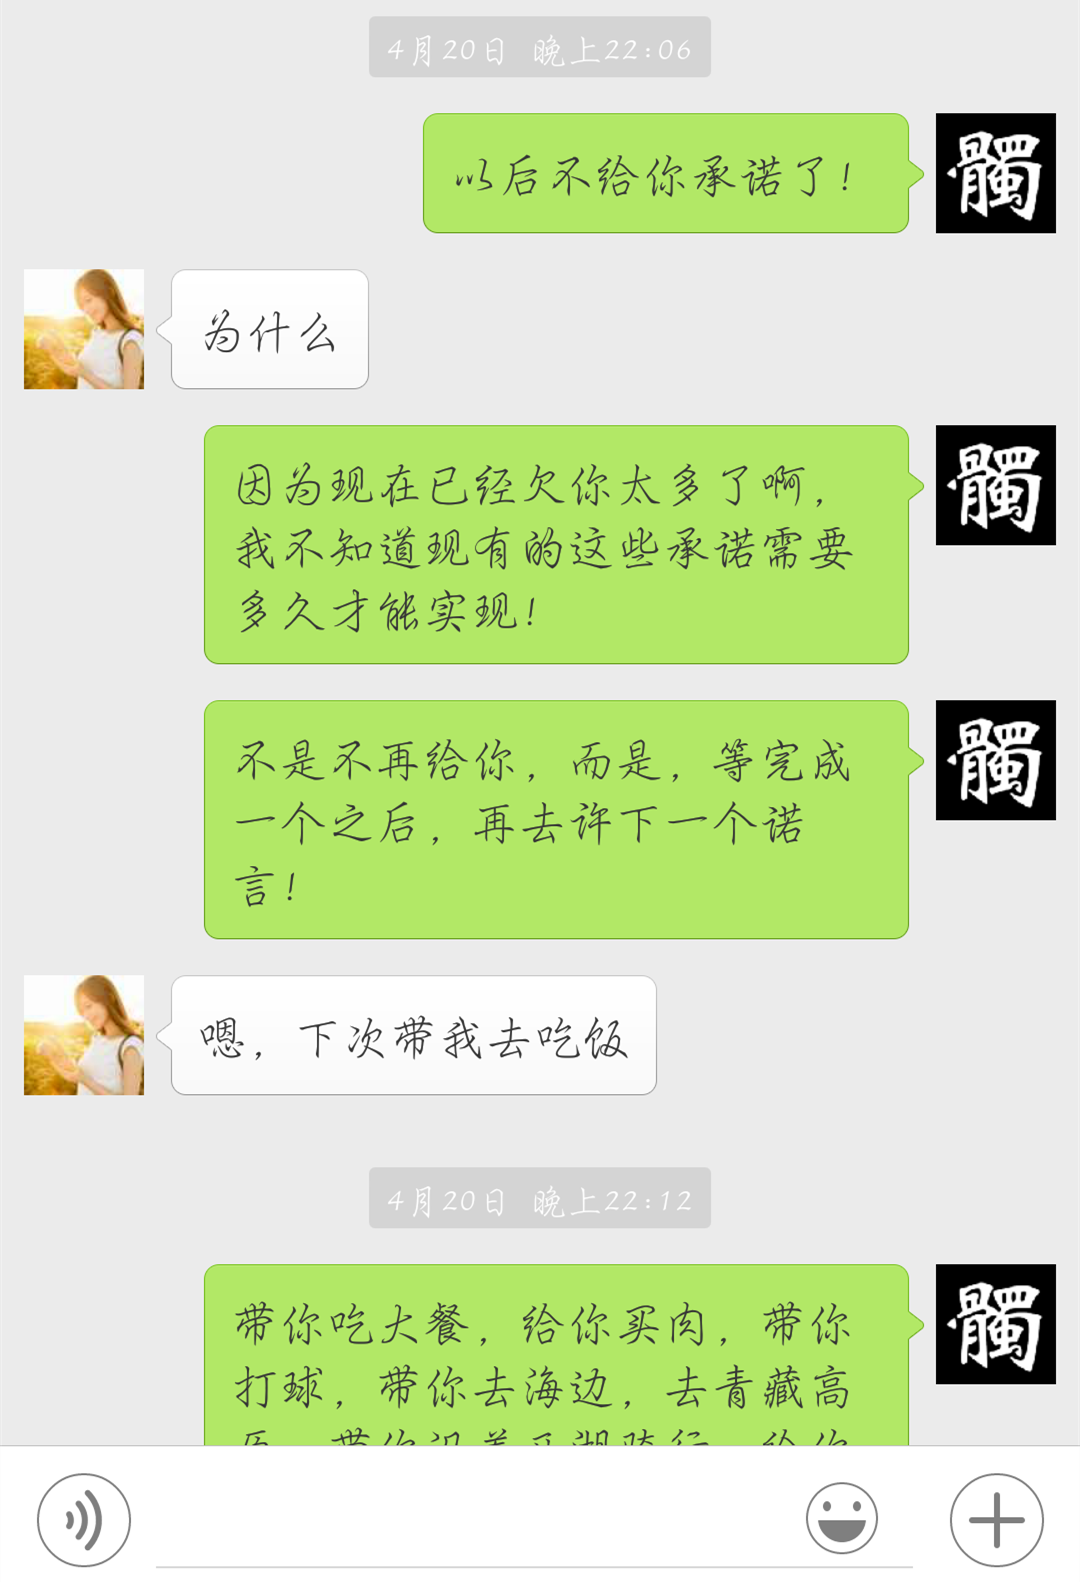 4月20日 晚上22:06
以后不给你承诺了!
髑
为什么
因为现在已经欠你太多了啊,
我不知道现有的这些承诺需要
多久才能实现!
髑
不是不再给你,而是,等完成
一个之后,再去许下一个诺
言!
髑
嗯,下次带我去吃饭
4月20日 晚上22:12
带你吃大餐,给你买肉,带你
打球,带你去海边,去青藏高
髑